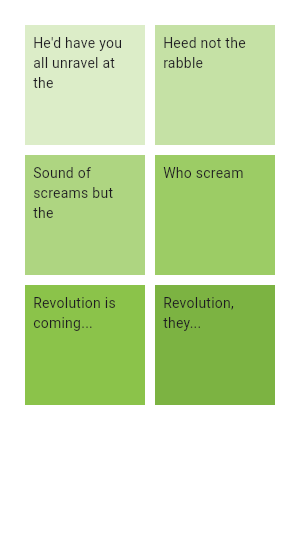 He'd have you
all unravel at
the
Heed not the
rabble
Sound of
screams but
the
Who scream
Revolution is
coming...
Revolution,
they...